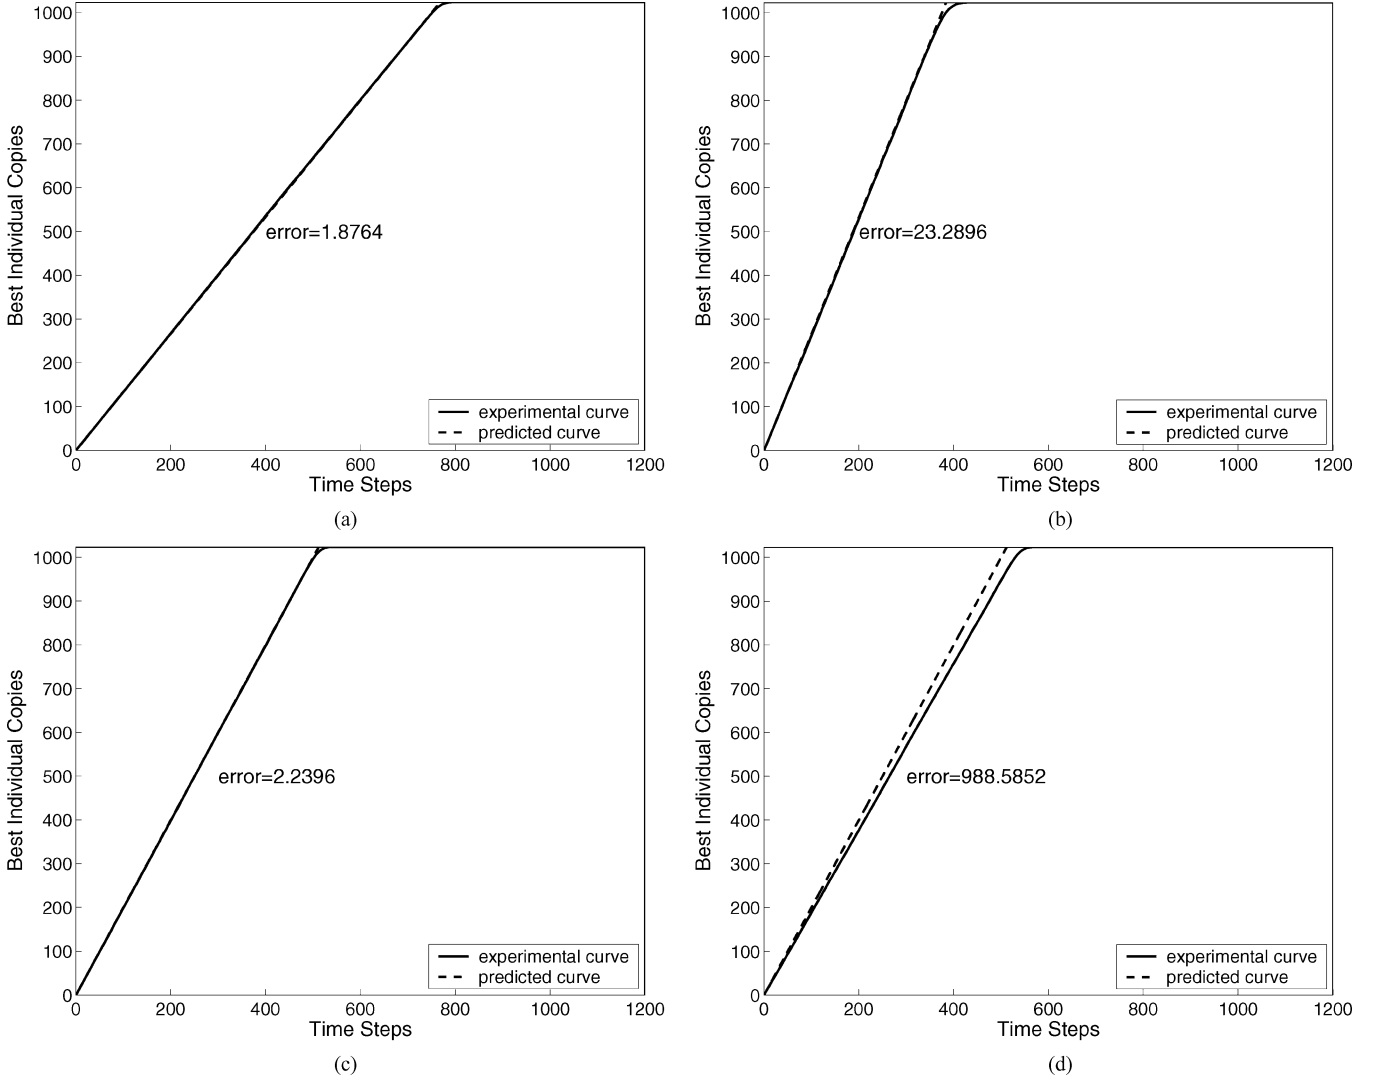 1000
900
800
700
600
500
400
300
200
100
0
Best Individual Copies
error=1.8764
experimental curve
predicted curve
0 200 400 600 800 1000 1200
Time Steps
(a)
1000
900
800
700
600
500
400
300
200
100
0
Best Individual Copies
error=23.2896
experimental curve
predicted curve
0 200 400 600 800 1000 1200
Time Steps
(b)
1000
900
800
700
600
500
400
300
200
100
0
Best Individual Copies
error=2.2396
experimental curve
predicted curve
0 200 400 600 800 1000 1200
Time Steps
(c)
1000
900
800
700
600
500
400
300
200
100
0
Best Individual Copies
error=988.5852
experimental curve
predicted curve
0 200 400 600 800 1000 1200
Time Steps
(d)